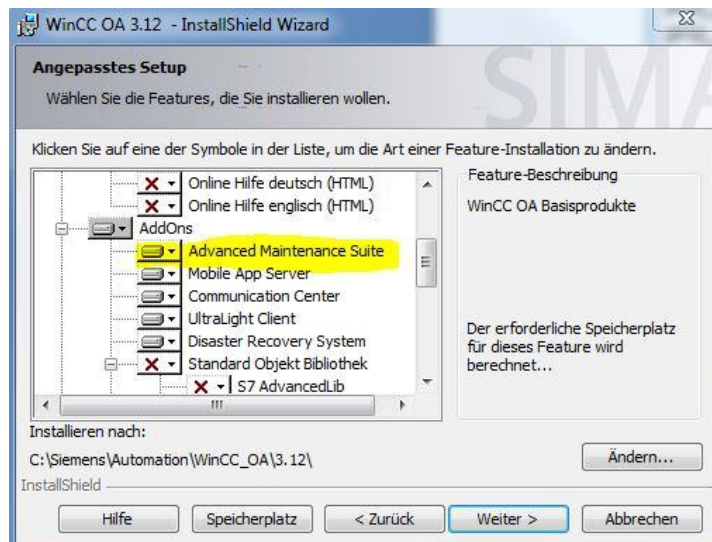 WinCC OA 3.12 - InstallShield Wizard
Angepasstes Setup
Wählen Sie die Features, die Sie installieren wollen.
SIMA
Klicken Sie auf eine der Symbole in der Liste, um die Art einer Feature-Installation zu ändern.
Online Hilfe deutsch (HTML)
Online Hilfe englisch (HTML)
AddOns
Advanced Maintenance Suite
Mobile App Server
Communication Center
UltraLight Client
Disaster Recovery System
Standard Objekt Bibliothek
S7 AdvancedLib
Feature-Beschreibung
WinCC OA Basisprodukte
Der erforderliche Speicherplatz
für dieses Feature wird
berechnet...
Installieren nach:
C:\Siemens\Automation\WinCC_OA\3.12\
Ändern...
InstallShield
Hilfe
Speicherplatz
< Zurück
Weiter >
Abbrechen